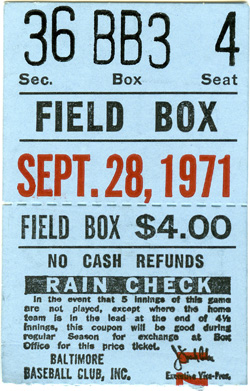 36 BB3 4
Sec. Box Seat
FIELD BOX
SEPT. 28, 1971
FIELD BOX $4.00
NO CASH REFUNDS
RAIN CHECK
In the event that 5 innings of this game
are not played, except where the home
team is in the lead at the end of 4½
innings, this coupon will be good during
regular Season for exchange at Box
Office for this price ticket.
BALTIMORE
BASEBALL CLUB, INC.
Executive Vice-Pres.